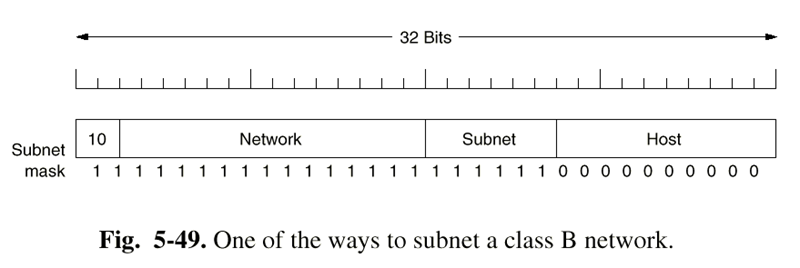 32 Bits
10 Network Subnet Host
Subnet
mask 1 1 1 1 1 1 1 1 1 1 1 1 1 1 1 1 1 1 1 1 1 1 0 0 0 0 0 0 0 0 0 0
Fig. 5-49. One of the ways to subnet a class B network.